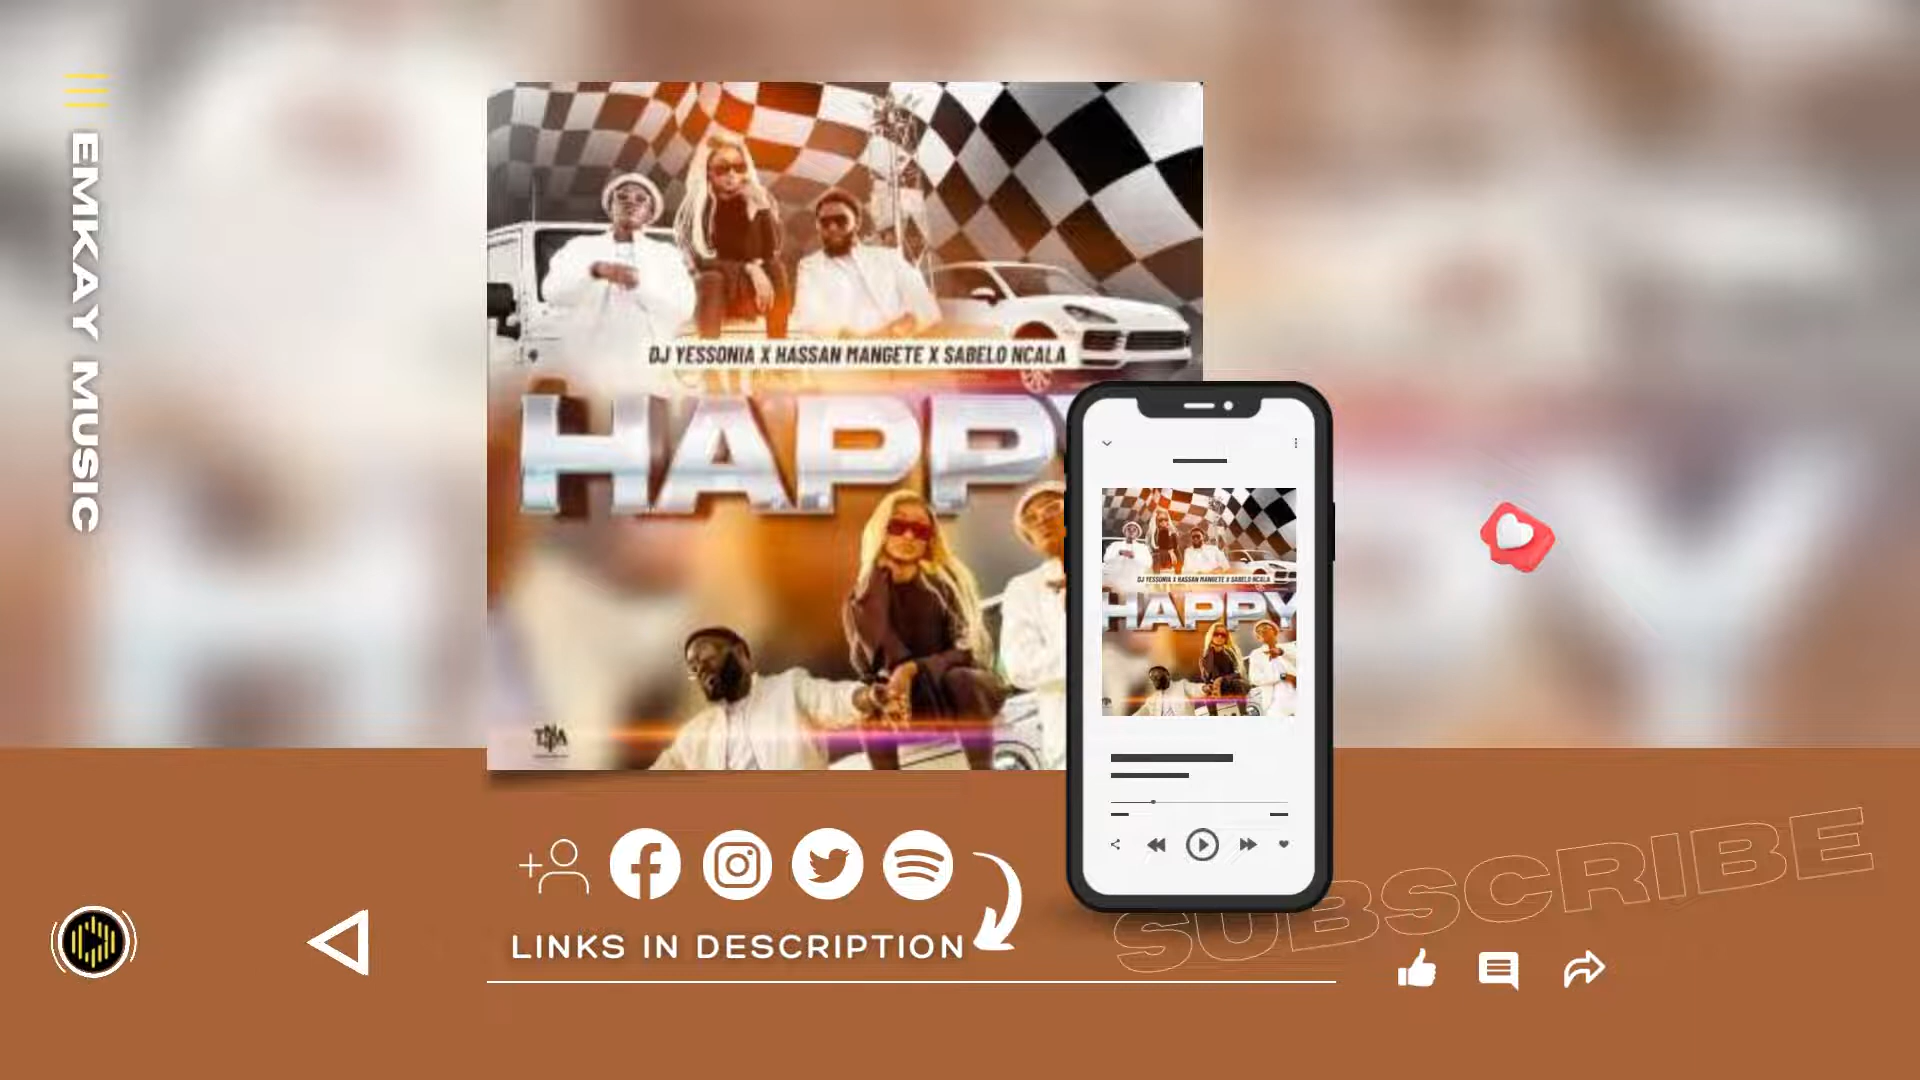 EMKAY MUSIC
DJ YESSONIA X HASSAN MANGETE X SABELO NCALA
HAPPY
DJ YESSONIA X HASSAN MANGETE X SABELO NCALA
HAPPY
LINKS IN DESCRIPTION
SUBSCRIBE